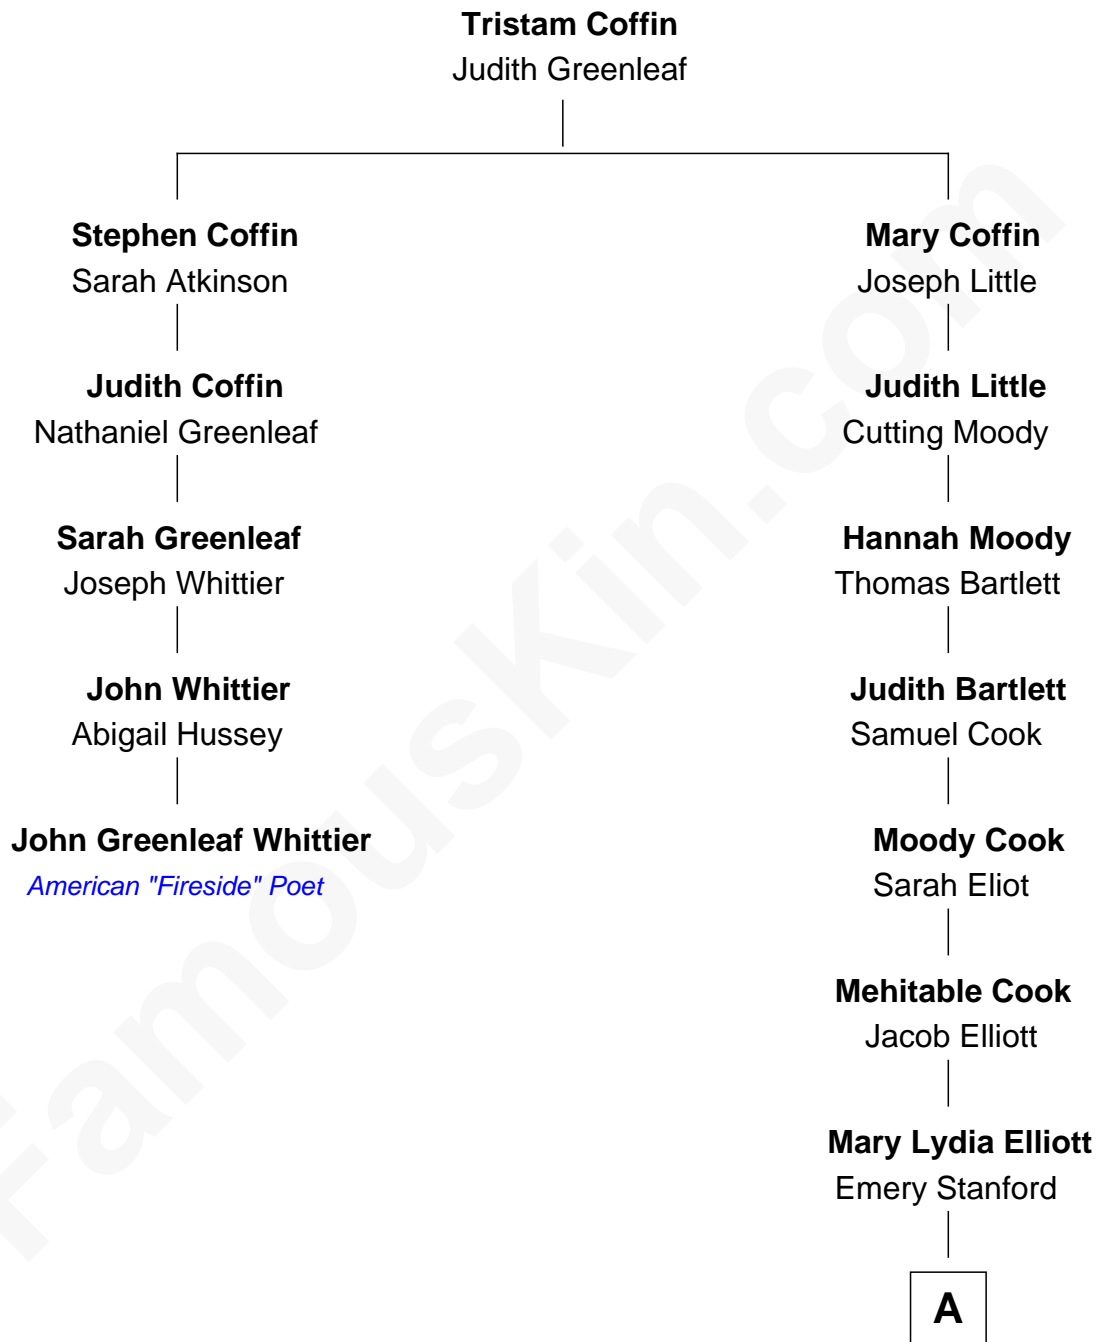 Tristam Coffin
Judith Greenleaf
Stephen Coffin
Sarah Atkinson
Mary Coffin
Joseph Little
Judith Coffin
Nathaniel Greenleaf
Judith Little
Cutting Moody
Sarah Greenleaf
Joseph Whittier
Hannah Moody
Thomas Bartlett
John Whittier
Abigail Hussey
Judith Bartlett
Samuel Cook
John Greenleaf Whittier
American "Fireside" Poet
Moody Cook
Sarah Eliot
Mehitable Cook
Jacob Elliott
Mary Lydia Elliott
Emery Stanford
A
FamousKin.com